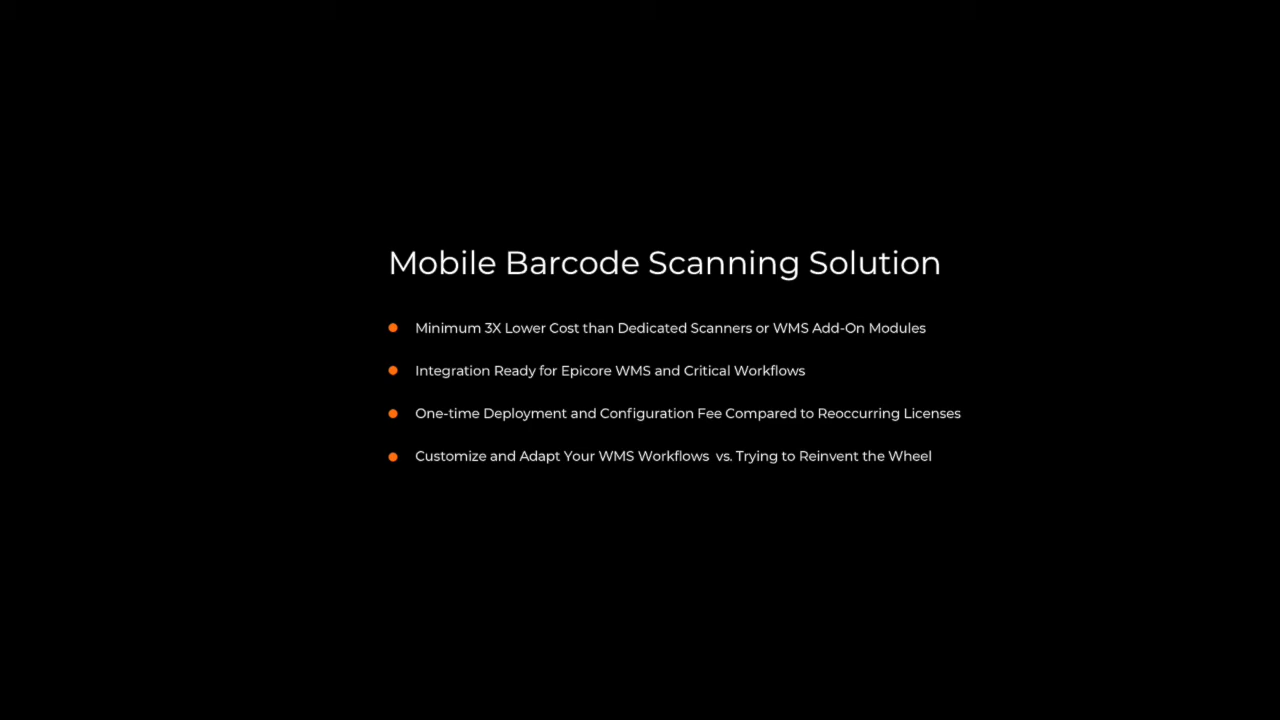 Mobile Barcode Scanning Solution
Minimum 3X Lower Cost than Dedicated Scanners or WMS Add-On Modules
Integration Ready for Epicore WMS and Critical Workflows
One-time Deployment and Configuration Fee Compared to Reoccurring Licenses
Customize and Adapt Your WMS Workflows  vs. Trying to Reinvent the Wheel